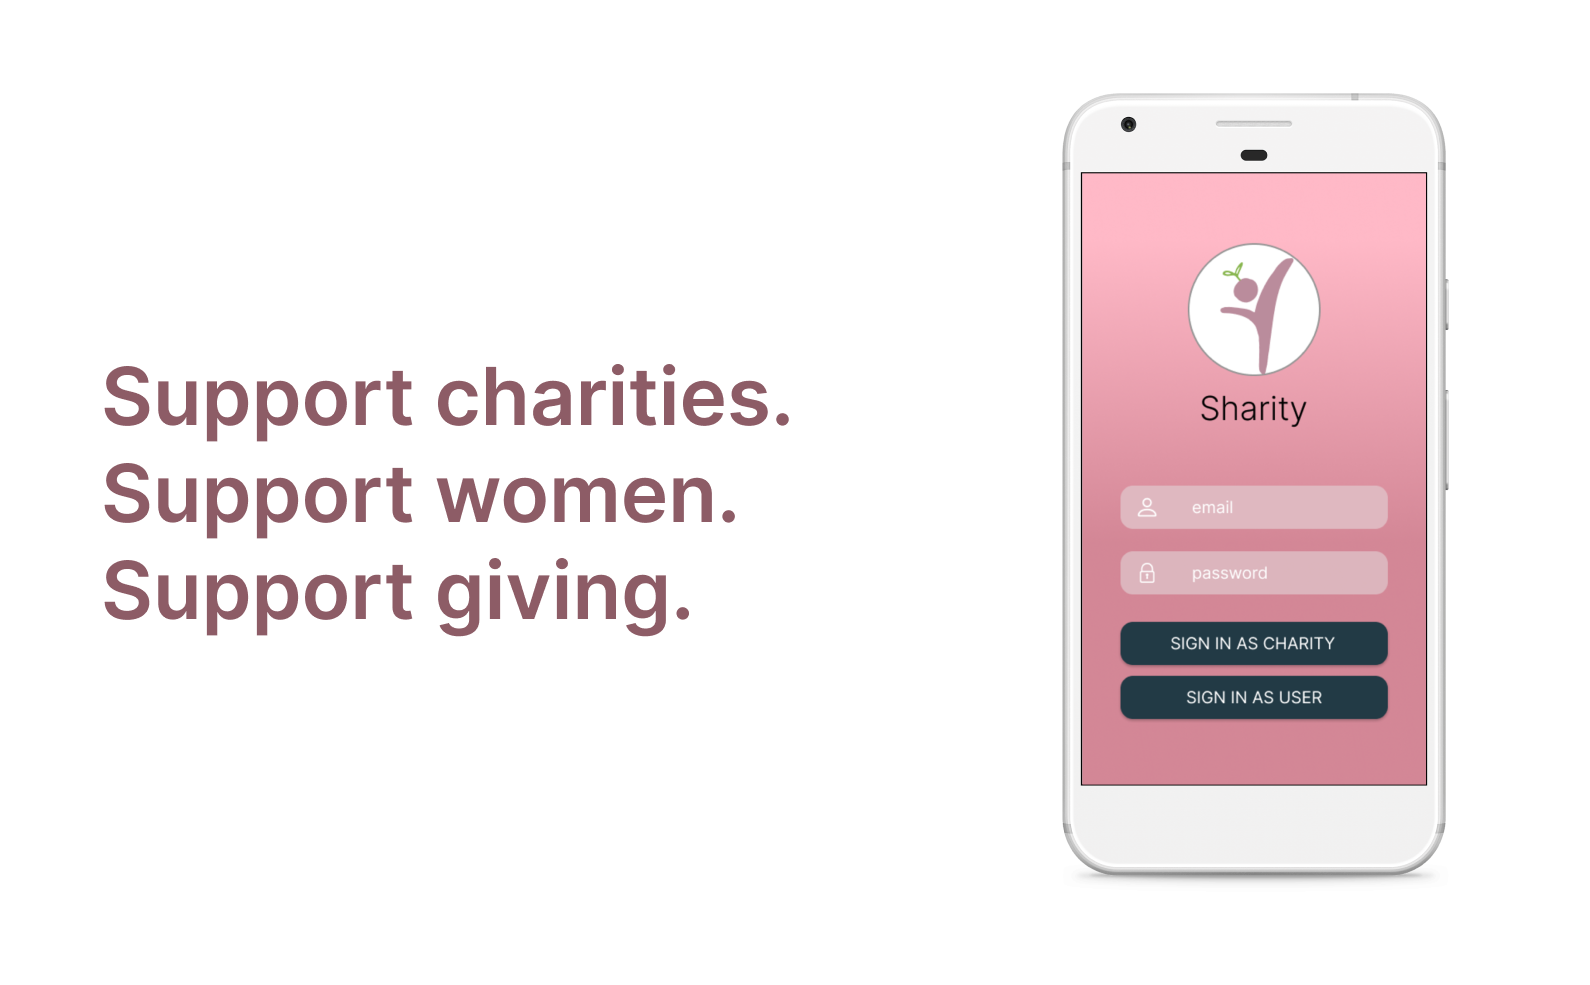 Support charities.
Support women.
Support giving.
Sharity
email
password
SIGN IN AS CHARITY
SIGN IN AS USER